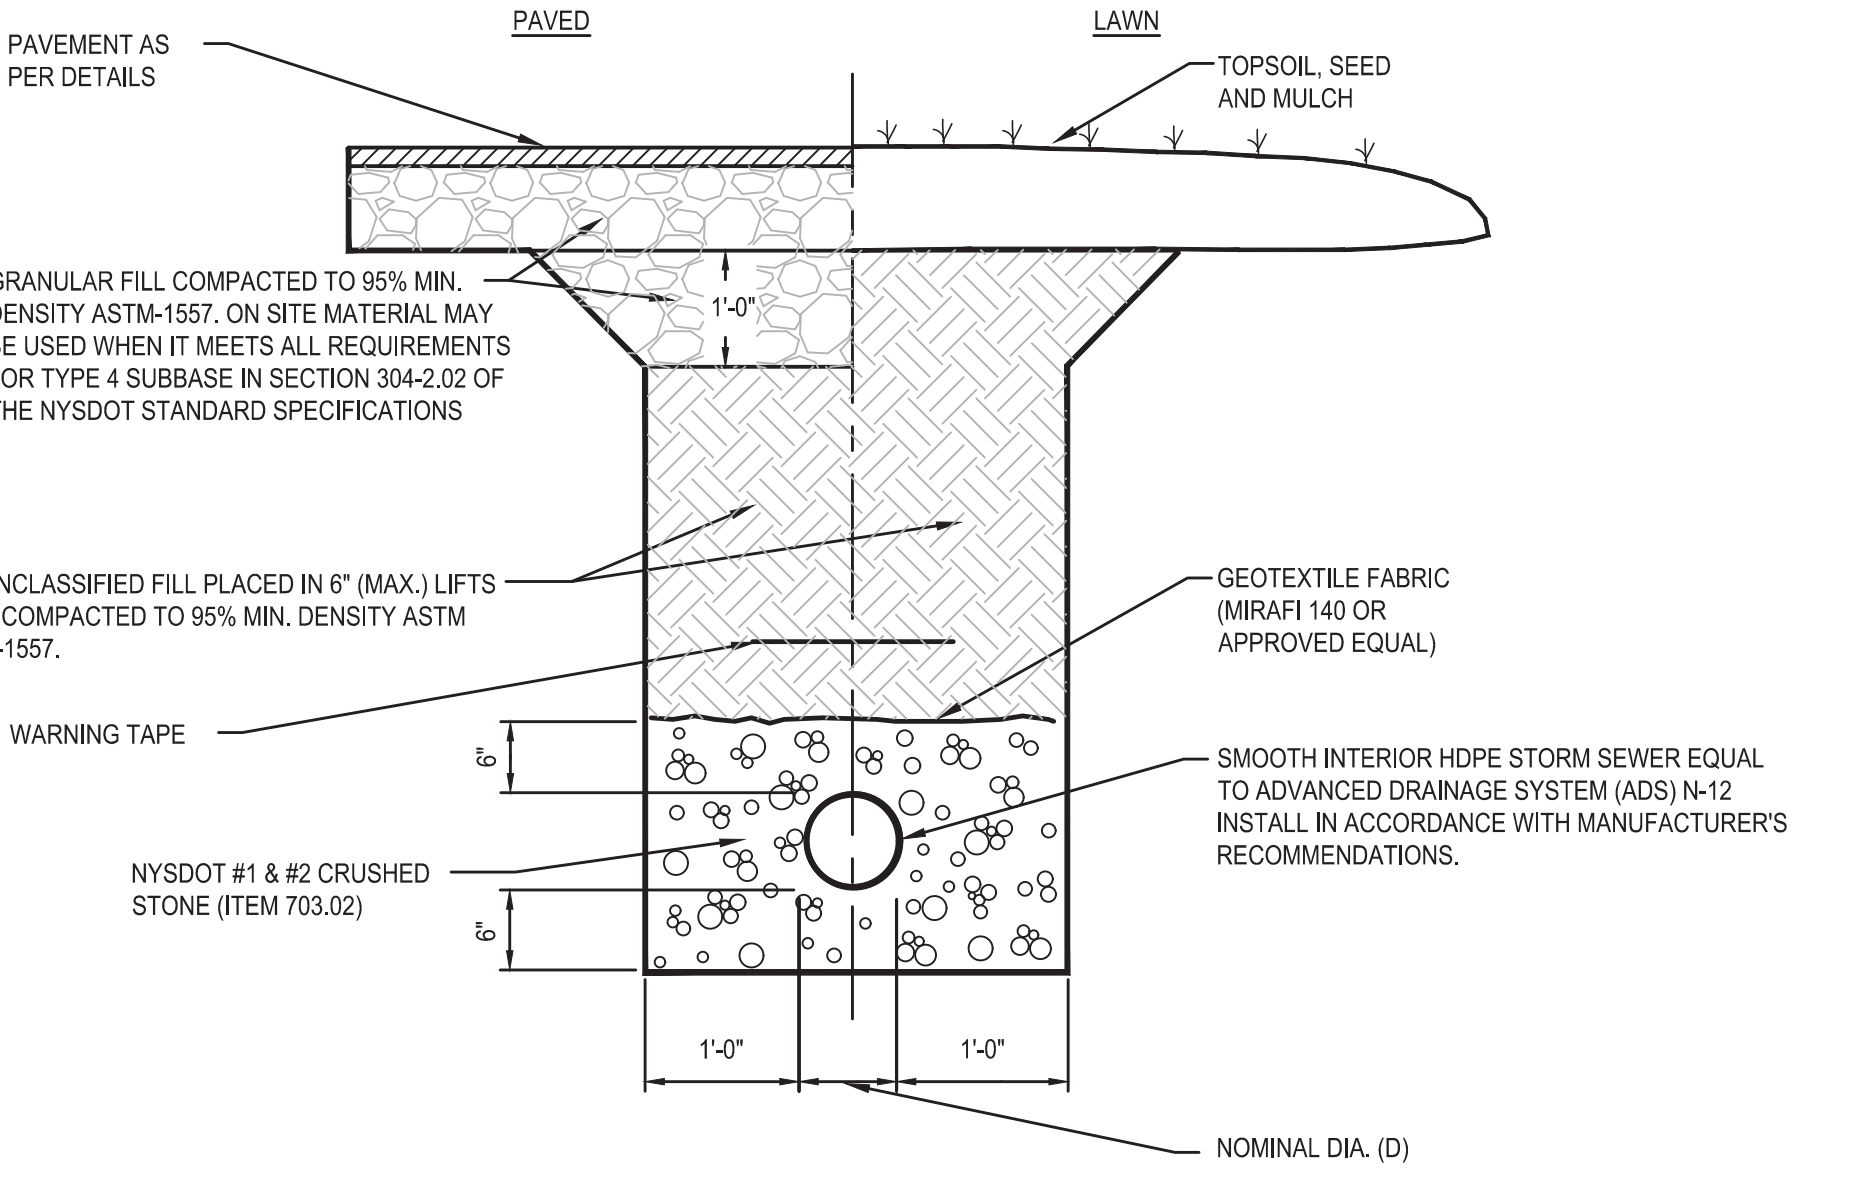 PAVED
LAWN
PAVEMENT AS
PER DETAILS
TOPSOIL, SEED
AND MULCH
GRANULAR FILL COMPACTED TO 95% MIN.
DENSITY ASTM-1557. ON SITE MATERIAL MAY
BE USED WHEN IT MEETS ALL REQUIREMENTS
FOR TYPE 4 SUBBASE IN SECTION 304-2.02 OF
THE NYSDOT STANDARD SPECIFICATIONS
1'-0"
NCLASSIFIED FILL PLACED IN 6" (MAX.) LIFTS
COMPACTED TO 95% MIN. DENSITY ASTM
-1557.
GEOTEXTILE FABRIC
(MIRAFI 140 OR
APPROVED EQUAL)
WARNING TAPE
6"
SMOOTH INTERIOR HDPE STORM SEWER EQUAL
TO ADVANCED DRAINAGE SYSTEM (ADS) N-12
INSTALL IN ACCORDANCE WITH MANUFACTURER'S
RECOMMENDATIONS.
NYSDOT #1 & #2 CRUSHED
STONE (ITEM 703.02)
6"
1'-0"
1'-0"
NOMINAL DIA. (D)